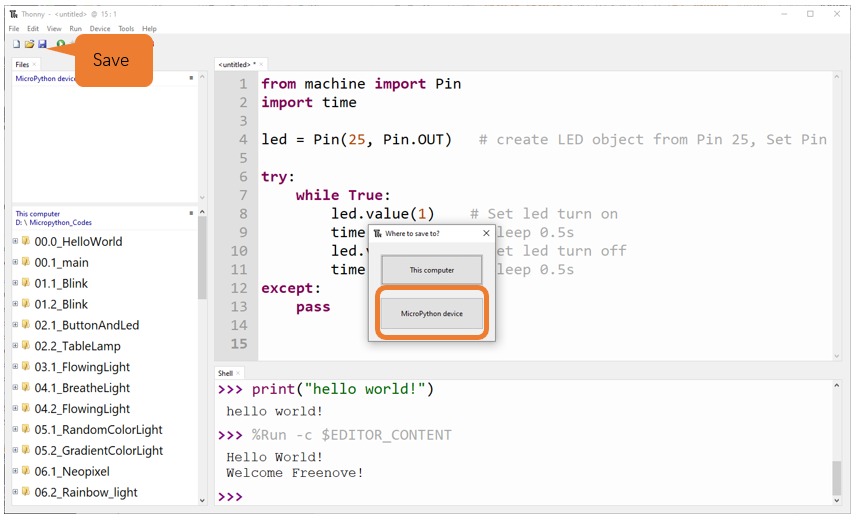 Thonny - <untitled> @ 15 : 1
File Edit View Run Device Tools Help
Save
Files
MicroPython device
This computer
D: \ Micropython_Codes
00.0_HelloWorld
00.1_main
01.1_Blink
01.2_Blink
02.1_ButtonAndLed
02.2_TableLamp
03.1_FlowingLight
04.1_BreatheLight
04.2_FlowingLight
05.1_RandomColorLight
05.2_GradientColorLight
06.1_Neopixel
06.2_Rainbow_light
<untitled> *
1 from machine import Pin
2 import time
3
4 led = Pin(25, Pin.OUT) # create LED object from Pin 25, Set Pin
5
6 try:
7 while True:
8 led.value(1) # Set led turn on
9 time leep 0.5s
10 led. et led turn off
11 time leep 0.5s
12 except:
13 pass
14
15
Where to save to?
This computer
MicroPython device
Shell
>>> print("hello world!")
hello world!
>>> %Run -c $EDITOR_CONTENT
Hello World!
Welcome Freenove!
>>>